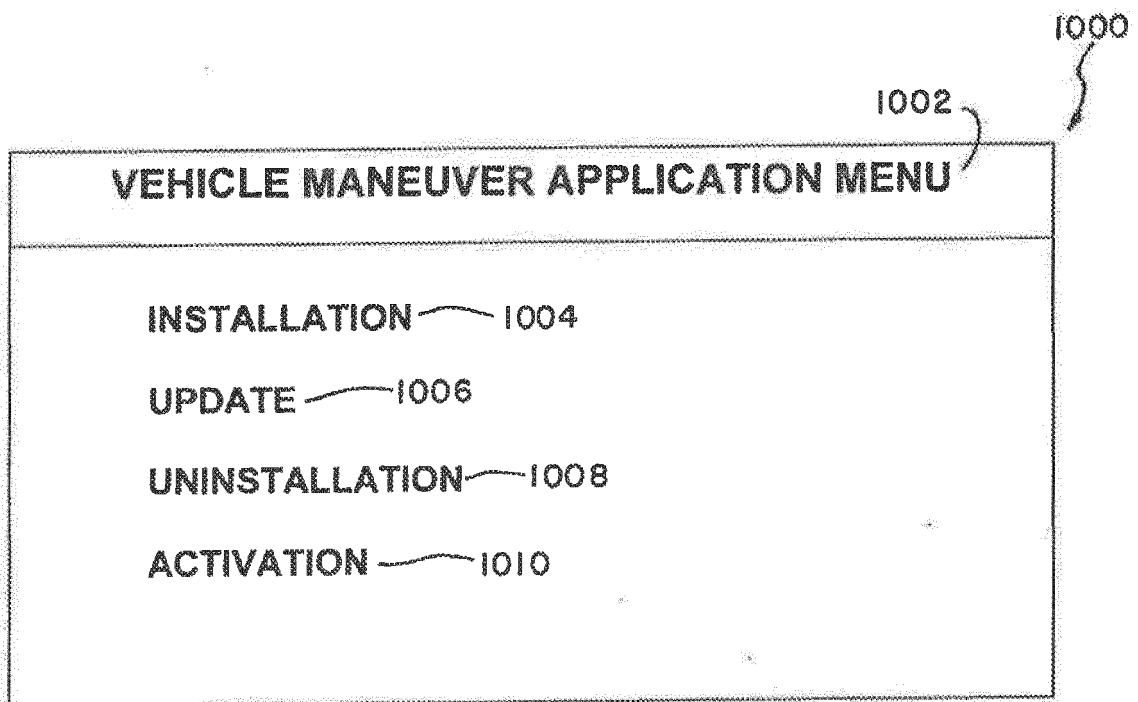 1000
1002
VEHICLE MANEUVER APPLICATION MENU
INSTALLATION 1004
UPDATE 1006
UNINSTALLATION 1008
ACTIVATION 1010